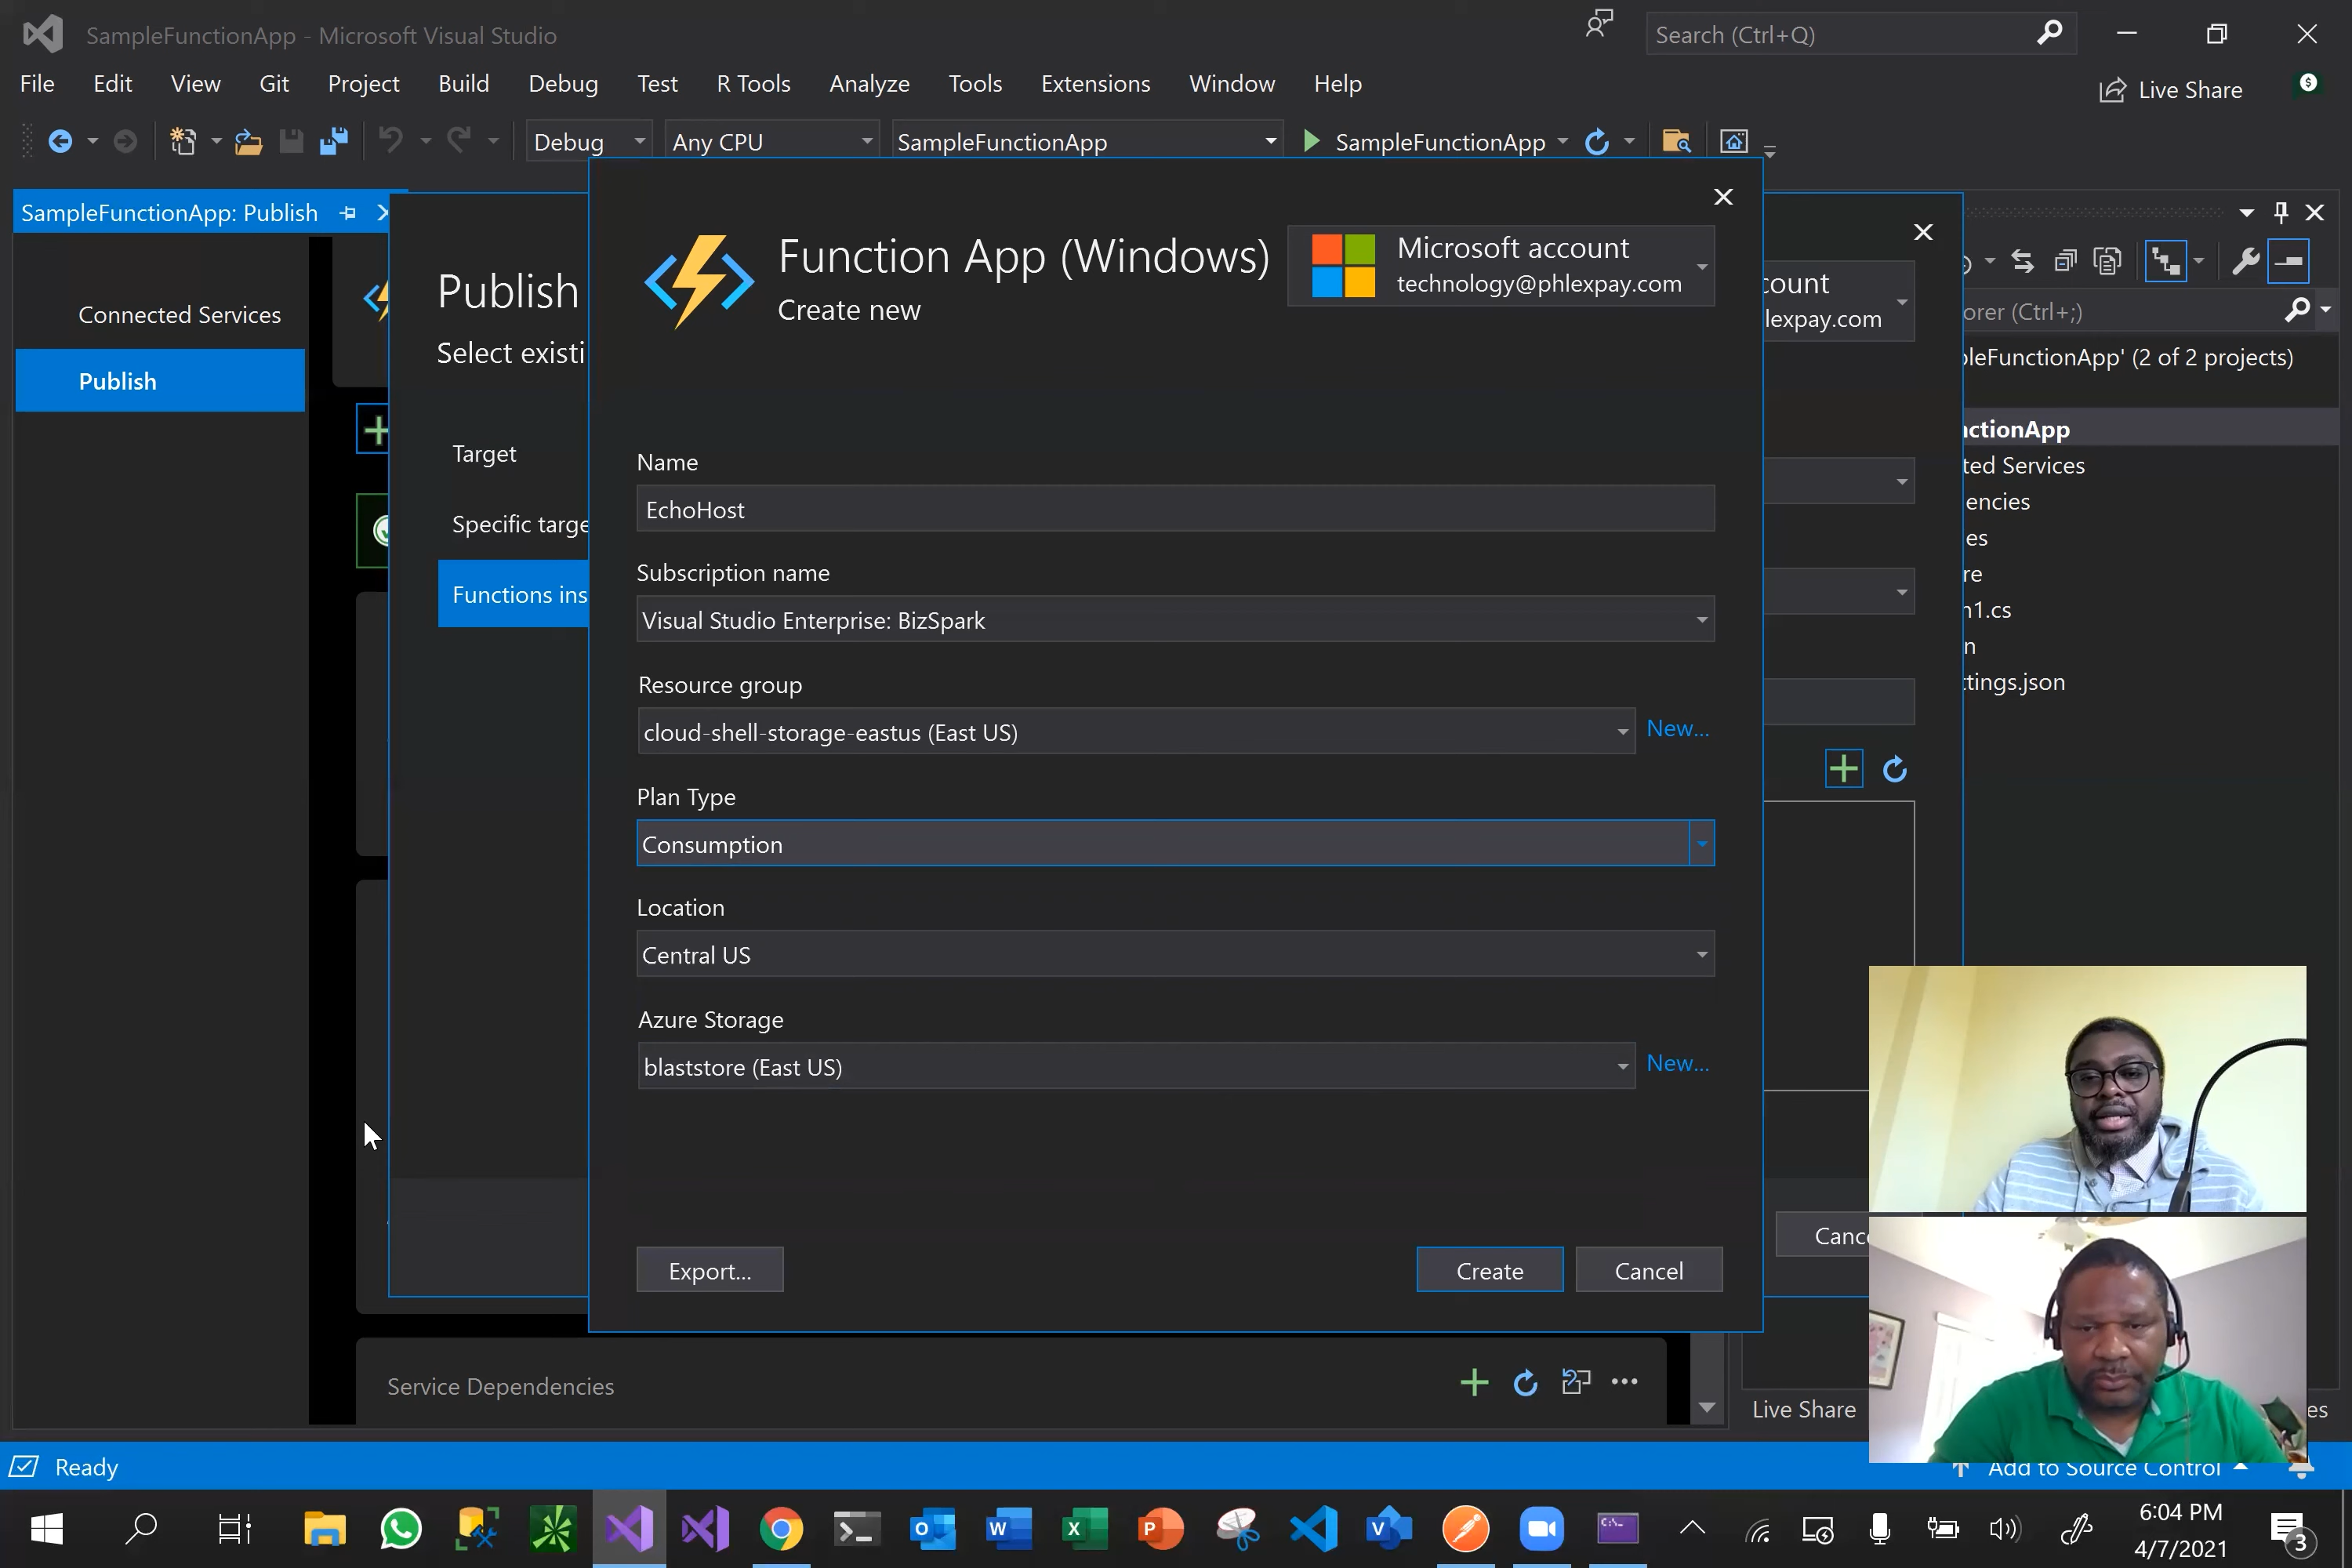 SampleFunctionApp - Microsoft Visual Studio
Search (Ctrl+Q)
File Edit View Git Project Build Debug Test R Tools Analyze Tools Extensions Window Help
Live Share
Debug Any CPU SampleFunctionApp SampleFunctionApp
SampleFunctionApp: Publish
Connected Services
Publish
Publish
Select existi
Target
Specific targe
Functions ins
Function App (Windows)
Create new
Microsoft account
technology@phlexpay.com
Name
EchoHost
Subscription name
Visual Studio Enterprise: BizSpark
Resource group
cloud-shell-storage-eastus (East US)
New...
Plan Type
Consumption
Location
Central US
Azure Storage
blaststore (East US)
New...
Export...
Create
Cancel
count
lexpay.com
Cance
orer (Ctrl+;)
leFunctionApp' (2 of 2 projects)
nctionApp
ted Services
encies
es
re
n1.cs
n
ttings.json
Service Dependencies
Live Share
es
Ready
Add to Source Control
6:04 PM
4/7/2021
3